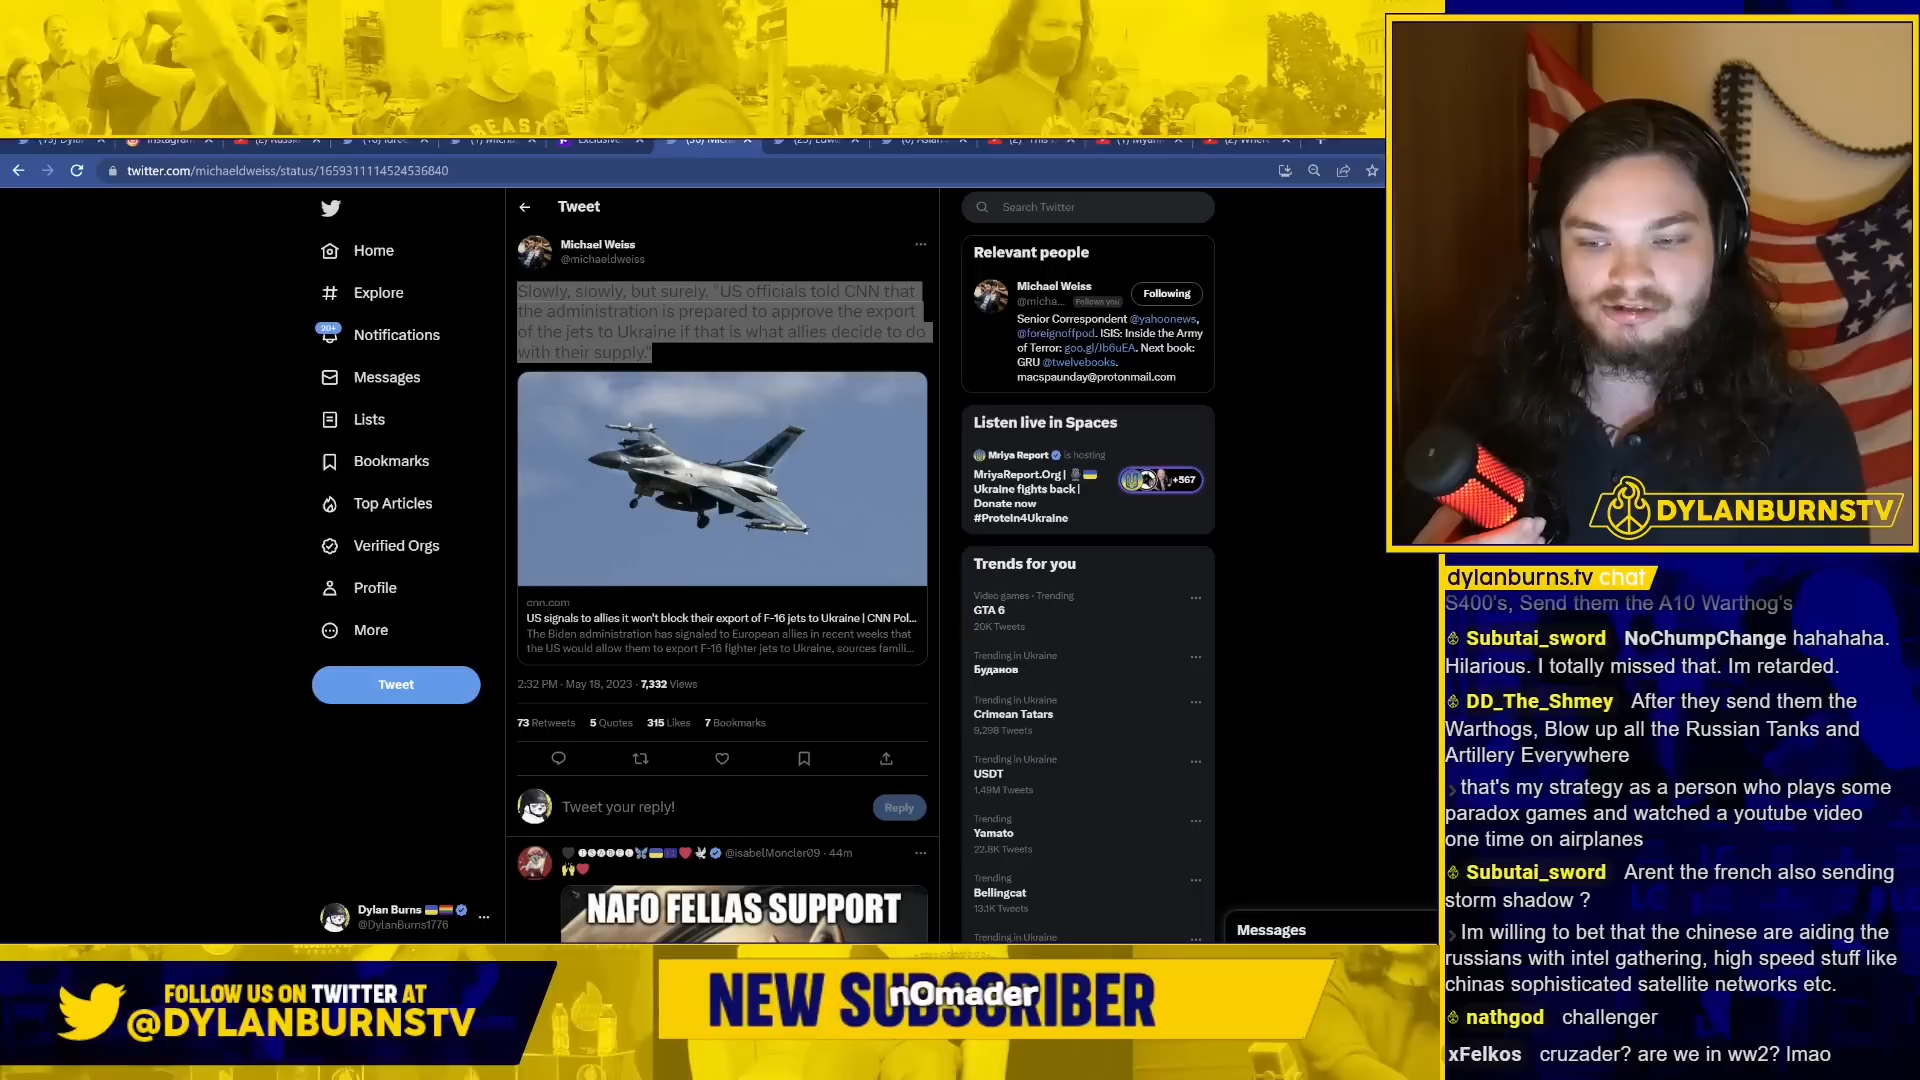 BEAST
twitter.com/michaeldweiss/status/1659311114524536840
Tweet
Search Twitter
Home
Explore
20+
Notifications
Messages
Lists
Bookmarks
Top Articles
Verified Orgs
Profile
More
Tweet
Dylan Burns
@DylanBurns1776
Michael Weiss
@michaeldweiss
Slowly, slowly, but surely. "US officials told CNN that
the administration is prepared to approve the export
of the jets to Ukraine if that is what allies decide to do
with their supply."
cnn.com
US signals to allies it won't block their export of F-16 jets to Ukraine | CNN Pol...
The Biden administration has signaled to European allies in recent weeks that
the US would allow them to export F-16 fighter jets to Ukraine, sources famili...
2:32 PM · May 18, 2023 · 7,332 Views
73 Retweets 5 Quotes 315 Likes 7 Bookmarks
Tweet your reply!
Reply
@isabelMoncler09 · 44m
NAFO FELLAS SUPPORT
Relevant people
Michael Weiss
@micha... Follows you
Following
Senior Correspondent @yahoonews,
@foreignoffpod. ISIS: Inside the Army
of Terror: goo.gl/Jb6uEA. Next book:
GRU @twelvebooks.
macspaunday@protonmail.com
Listen live in Spaces
Mriya Report is hosting
MriyaReport.Org |
Ukraine fights back |
Donate now
#Protein4Ukraine
+567
Trends for you
Video games · Trending
GTA 6
20K Tweets
Trending in Ukraine
Буданов
Trending in Ukraine
Crimean Tatars
9,298 Tweets
Trending in Ukraine
USDT
1.49M Tweets
Trending
Yamato
22.8K Tweets
Trending
Bellingcat
13.1K Tweets
Trending in Ukraine
Messages
DYLANBURNSTV
dylanburns.tv chat
S400's, Send them the A10 Warthog's
Subutai_sword NoChumpChange hahahaha.
Hilarious. I totally missed that. Im retarded.
DD_The_Shmey After they send them the
Warthogs, Blow up all the Russian Tanks and
Artillery Everywhere
that's my strategy as a person who plays some
paradox games and watched a youtube video
one time on airplanes
Subutai_sword Arent the french also sending
storm shadow ?
Im willing to bet that the chinese are aiding the
russians with intel gathering, high speed stuff like
chinas sophisticated satellite networks etc.
nathgod challenger
xFelkos cruzader? are we in ww2? lmao
FOLLOW US ON TWITTER AT
@DYLANBURNSTV
NEW SUBSCRIBER
nOmader